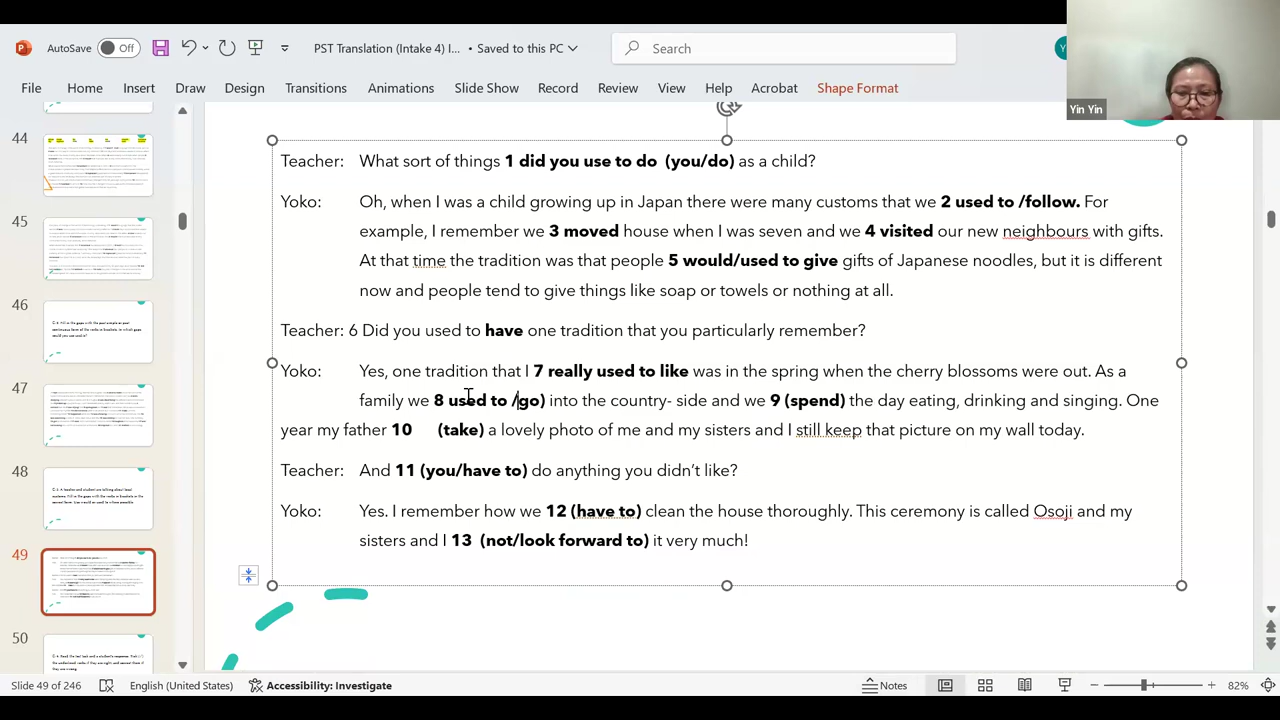 AutoSave Off PST Translation (Intake 4) I... • Saved to this PC Search Y
Yin Yin
File Home Insert Draw Design Transitions Animations Slide Show Record Review View Help Acrobat Shape Format
44
45
46
47
48
49
50
Teacher: What sort of things 1 did you use to do (you/do) as a child?
Yoko: Oh, when I was a child growing up in Japan there were many customs that we 2 used to /follow. For
example, I remember we 3 moved house when I was seven and we 4 visited our new neighbours with gifts.
At that time the tradition was that people 5 would/used to give gifts of Japanese noodles, but it is different
now and people tend to give things like soap or towels or nothing at all.
Teacher: 6 Did you used to have one tradition that you particularly remember?
Yoko: Yes, one tradition that I 7 really used to like was in the spring when the cherry blossoms were out. As a
family we 8 used to /go) into the country- side and we 9 (spend) the day eating, drinking and singing. One
year my father 10 (take) a lovely photo of me and my sisters and I still keep that picture on my wall today.
Teacher: And 11 (you/have to) do anything you didn't like?
Yoko: Yes. I remember how we 12 (have to) clean the house thoroughly. This ceremony is called Osoji and my
sisters and I 13 (not/look forward to) it very much!
Slide 49 of 246 English (United States) Accessibility: Investigate Notes 82%